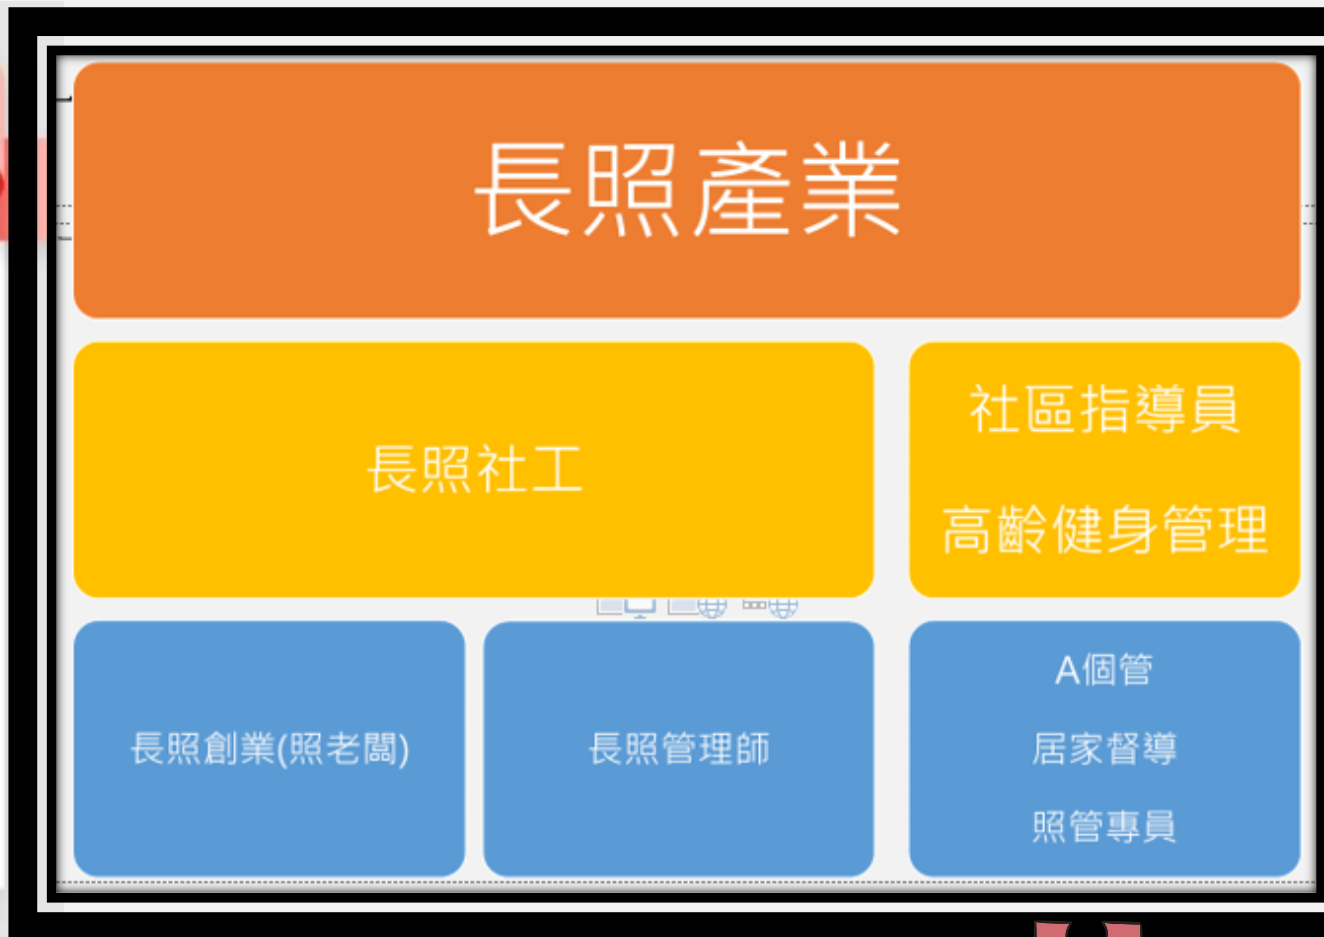 長照產業
長照社工
社區指導員
高齡健身管理
長照創業(照老闆)
長照管理師
A個管
居家督導
照管專員